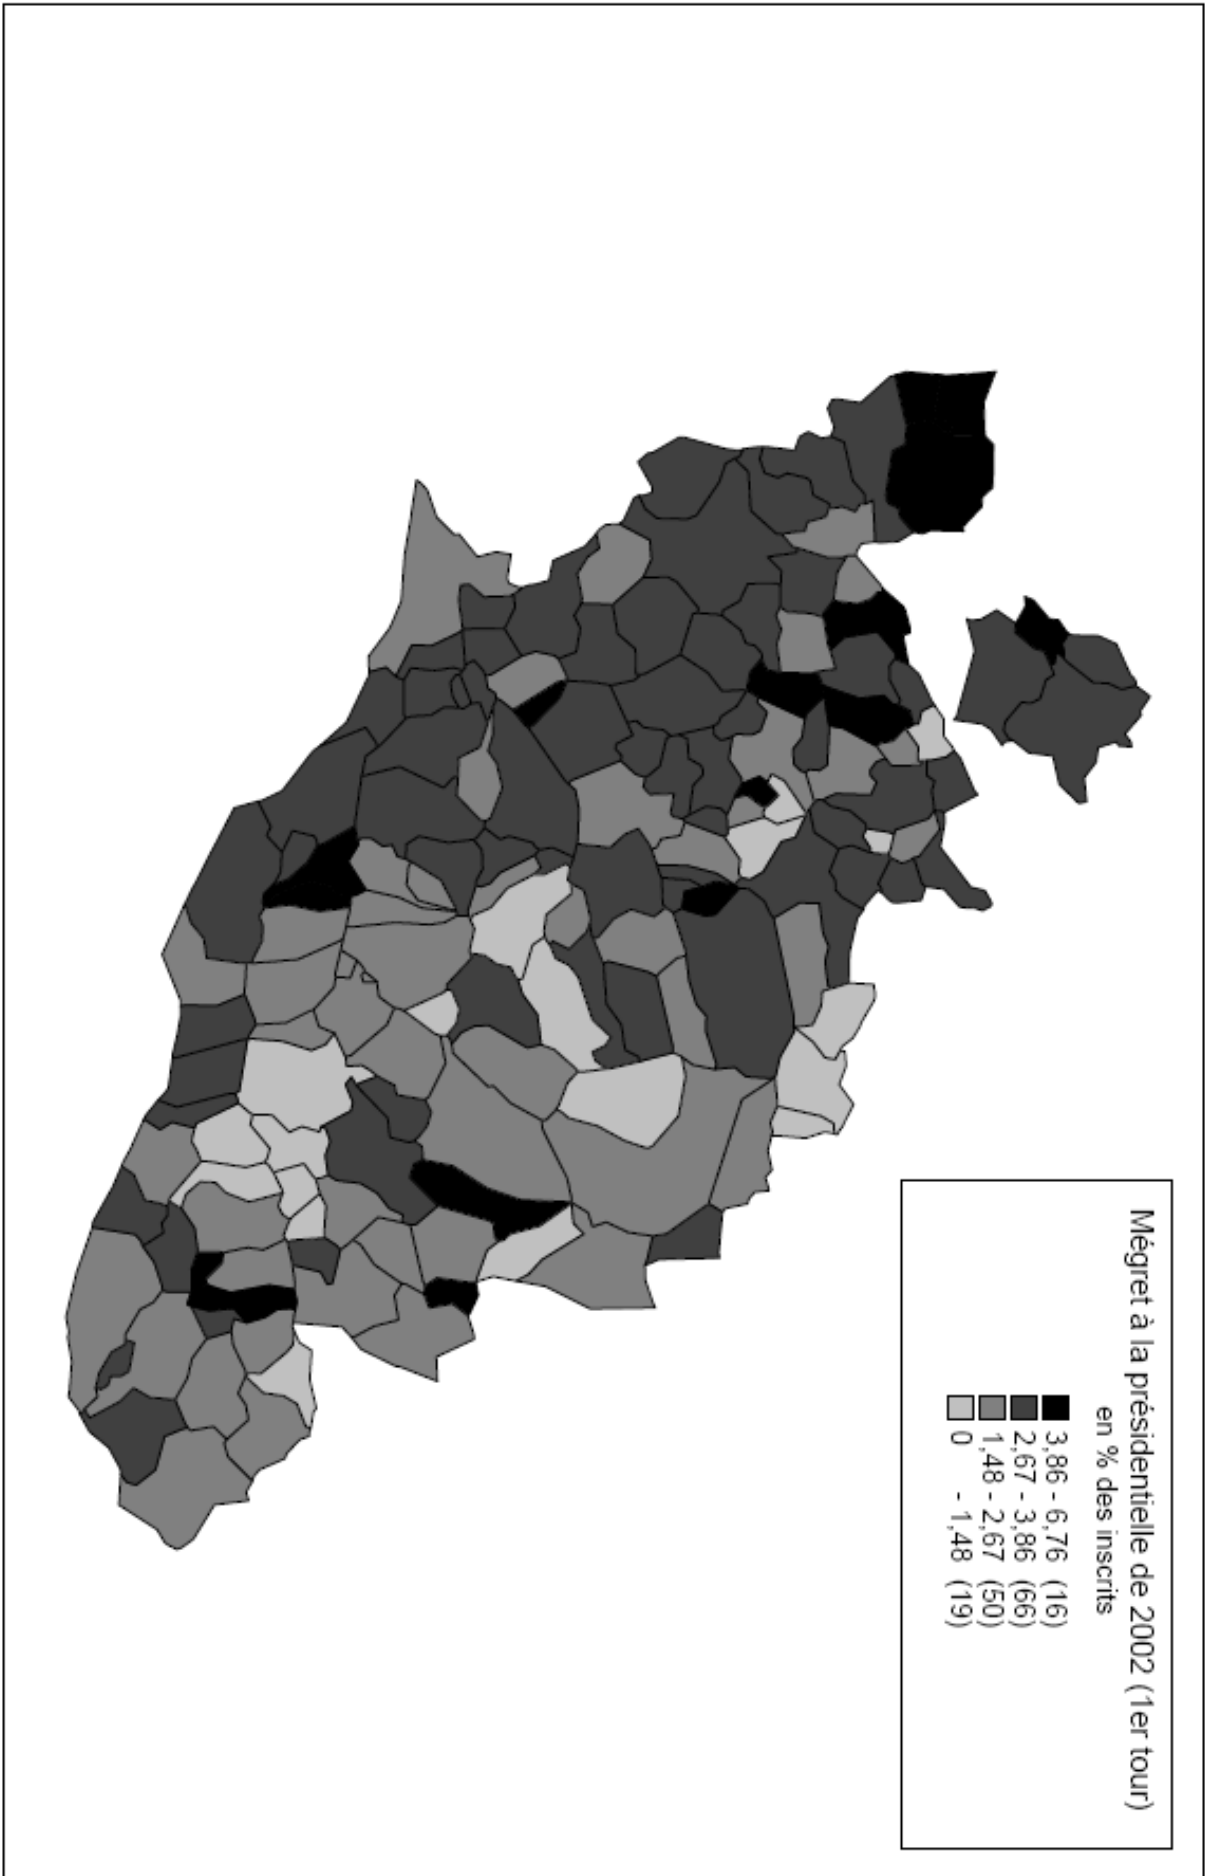 Mégret à la présidentielle de 2002 (1er tour)
en % des inscrits
3,86 - 6,76 (16)
2,67 - 3,86 (66)
1,48 - 2,67 (50)
0 - 1,48 (19)